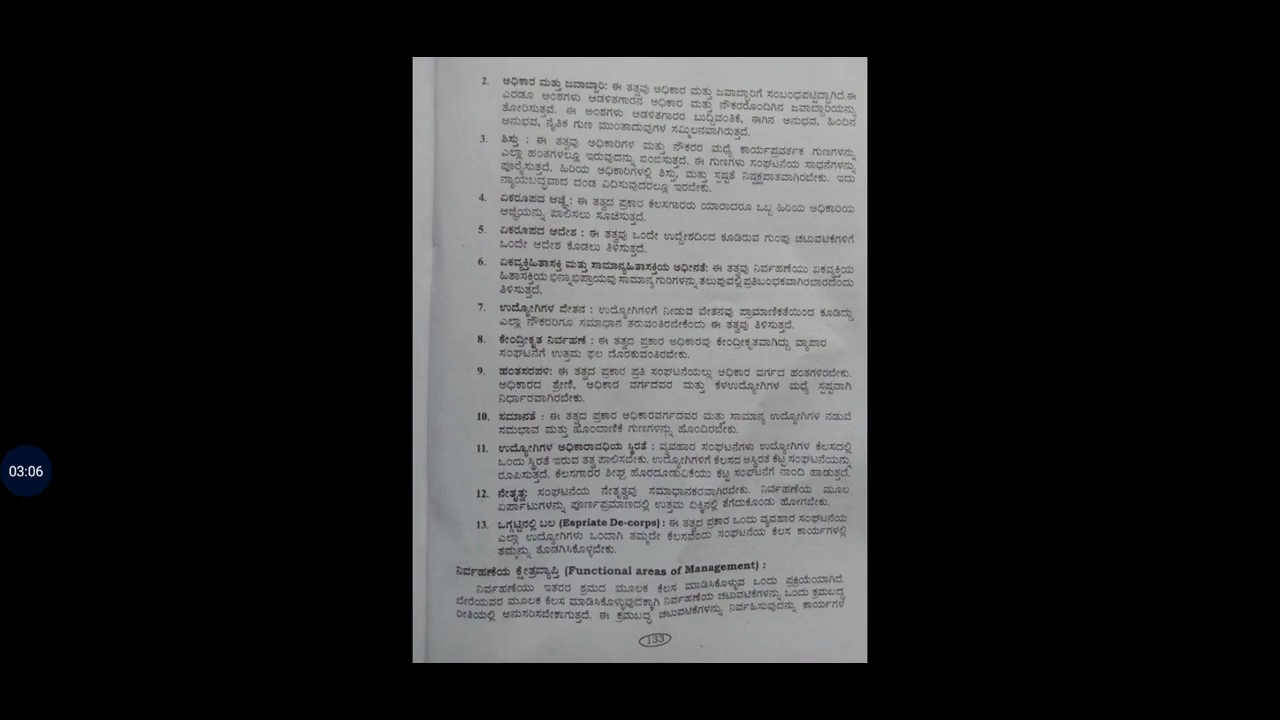 2. ಅಧಿಕಾರ ಮತ್ತು ಜವಾಬ್ದಾರಿ: ಈ ತತ್ವವು ಅಧಿಕಾರ ಮತ್ತು ಜವಾಬ್ದಾರಿಗೆ ಸಂಬಂಧಪಟ್ಟಿದ್ದಾಗಿದೆ.ಈ
ಎರಡೂ ಅಂಶಗಳು ಆಡಳಿತಗಾರನ ಅಧಿಕಾರ ಮತ್ತು ನೌಕರರೊಂದಿಗಿನ ಜವಾಬ್ದಾರಿಯನ್ನು
ತೋರಿಸುತ್ತವೆ. ಈ ಅಂಶಗಳು ಆಡಳಿತಗಾರರ ಬುದ್ಧಿವಂತಿಕೆ, ಈಗಿನ ಅನುಭವ, ಹಿಂದಿನ
ಅನುಭವ, ನೈತಿಕ ಗುಣ ಮುಂತಾದುವುಗಳ ಸಮ್ಮಿಲನವಾಗಿರುತ್ತದೆ.
3. ಶಿಸ್ತು : ಈ ತತ್ವವು ಅಧಿಕಾರಿಗಳ ಮತ್ತು ನೌಕರರ ಮಧ್ಯೆ ಕಾರ್ಯಪ್ರವರ್ತಕ ಗುಣಗಳನ್ನು
ಎಲ್ಲಾ ಹಂತಗಳಲ್ಲೂ ಇರುವುದನ್ನು ಬಿಂಬಿಸುತ್ತದೆ. ಈ ಗುಣಗಳು ಸಂಘಟನೆಯ ಸಾಧನೆಗಳನ್ನು
ಪೂರೈಸುತ್ತದೆ, ಹಿರಿಯ ಅಧಿಕಾರಿಗಳಲ್ಲಿ ಶಿಸ್ತು, ಮತ್ತು ಸ್ಪಷ್ಟತೆ ನಿಷ್ಪಕ್ಷಪಾತವಾಗಿರಬೇಕು. ಇದು
ನ್ಯಾಯಬದ್ಧವಾದ ದಂಡ ವಿದಿಸುವುದರಲ್ಲೂ ಇರಬೇಕು.
4. ಏಕರೂಪದ ಆಜ್ಞೆ : ಈ ತತ್ವದ ಪ್ರಕಾರ ಕೆಲಸಗಾರರು ಯಾರಾದರೂ ಒಬ್ಬ ಹಿರಿಯ ಅಧಿಕಾರಿಯ
ಆಜ್ಞೆಯನ್ನು ಪಾಲಿಸಲು ಸೂಚಿಸುತ್ತದೆ.
5. ಏಕರೂಪದ ಆದೇಶ : ಈ ತತ್ವವು ಒಂದೇ ಉದ್ದೇಶದಿಂದ ಕೂಡಿರುವ ಗುಂಪು ಚಟುವಟಿಕೆಗಳಿಗೆ
ಒಂದೇ ಆದೇಶ ಕೊಡಲು ತಿಳಿಸುತ್ತದೆ.
6. ಏಕವ್ಯಕ್ತಿಹಿತಾಸಕ್ತಿ ಮತ್ತು ಸಾಮಾನ್ಯಹಿತಾಸಕ್ತಿಯ ಅಧೀನತೆ: ಈ ತತ್ವವು ನಿರ್ವಹಣೆಯು ಏಕವ್ಯಕ್ತಿಯ
ಹಿತಾಸಕ್ತಿಯ ಭಿನ್ನಾಭಿಪ್ರಾಯವು ಸಾಮಾನ್ಯ ಗುರಿಗಳನ್ನು ತಲುಪುವಲ್ಲಿ ಪ್ರತಿಬಂಧಕವಾಗಿರಬಾರದೆಂದು
ತಿಳಿಸುತ್ತದೆ.
7. ಉದ್ಯೋಗಿಗಳ ವೇತನ : ಉದ್ಯೋಗಿಗಳಿಗೆ ನೀಡುವ ವೇತನವು ಪ್ರಾಮಾಣಿಕತೆಯಿಂದ ಕೂಡಿದ್ದು
ಎಲ್ಲಾ ನೌಕರರಿಗೂ ಸಮಾಧಾನ ತರುವಂತಿರಬೇಕೆಂದು ಈ ತತ್ವವು ತಿಳಿಸುತ್ತದೆ.
8. ಕೇಂದ್ರೀಕೃತ ನಿರ್ವಹಣೆ : ಈ ತತ್ವದ ಪ್ರಕಾರ ಅಧಿಕಾರವು ಕೇಂದ್ರೀಕೃತವಾಗಿದ್ದು ವ್ಯಾಪಾರ
ಸಂಘಟನೆಗೆ ಉತ್ತಮ ಫಲ ದೊರಕುವಂತಿರಬೇಕು.
9. ಹಂತಸರಪಳಿ: ಈ ತತ್ವದ ಪ್ರಕಾರ ಪ್ರತಿ ಸಂಘಟನೆಯಲ್ಲು ಅಧಿಕಾರ ವರ್ಗದ ಹಂತಗಳಿರಬೇಕು.
ಅಧಿಕಾರದ ಶ್ರೇಣಿ, ಅಧಿಕಾರ ವರ್ಗದವರ ಮತ್ತು ಕೆಳಉದ್ಯೋಗಿಗಳ ಮಧ್ಯೆ ಸ್ಪಷ್ಟವಾಗಿ
ನಿರ್ಧಾರವಾಗಿರಬೇಕು.
10. ಸಮಾನತೆ : ಈ ತತ್ವದ ಪ್ರಕಾರ ಅಧಿಕಾರವರ್ಗದವರ ಮತ್ತು ಸಾಮಾನ್ಯ ಉದ್ಯೋಗಿಗಳ ನಡುವೆ
ಸಮಭಾವ ಮತ್ತು ಹೊಂದಾಣಿಕೆ ಗುಣಗಳನ್ನು ಹೊಂದಿರಬೇಕು.
11. ಉದ್ಯೋಗಿಗಳ ಅಧಿಕಾರಾವಧಿಯ ಸ್ಥಿರತೆ : ವ್ಯವಹಾರ ಸಂಘಟನೆಗಳು ಉದ್ಯೋಗಿಗಳ ಕೆಲಸದಲ್ಲಿ
ಒಂದು ಸ್ಥಿರತೆ ಇರುವ ತತ್ವ ಪಾಲಿಸಬೇಕು. ಉದ್ಯೋಗಿಗಳಿಗೆ ಕೆಲಸದ ಅಸ್ಥಿರತೆ ಕೆಟ್ಟ ಸಂಘಟನೆಯನ್ನು
ರೂಪಿಸುತ್ತದೆ. ಕೆಲಸಗಾರರ ಶೀಘ್ರ ಹೊರದೂಡುವಿಕೆಯು ಕೆಟ್ಟ ಸಂಘಟನೆಗೆ ನಾಂದಿ ಹಾಡುತ್ತದೆ.
12. ನೇತೃತ್ವ: ಸಂಘಟನೆಯ ನೇತೃತ್ವವು ಸಮಾಧಾನಕರವಾಗಿರಬೇಕು. ನಿರ್ವಹಣೆಯ ಮೂಲ
ಏರ್ಪಾಟುಗಳನ್ನು ಪೂರ್ಣಪ್ರಮಾಣದಲ್ಲಿ ಉತ್ತಮ ದಿಕ್ಕಿನಲ್ಲಿ ತೆಗೆದುಕೊಂಡು ಹೋಗಬೇಕು.
13. ಒಗ್ಗಟ್ಟಿನಲ್ಲಿ ಬಲ (Espriate De-corps) : ಈ ತತ್ವದ ಪ್ರಕಾರ ಒಂದು ವ್ಯವಹಾರ ಸಂಘಟನೆಯ
ಎಲ್ಲಾ ಉದ್ಯೋಗಿಗಳು ಒಂದಾಗಿ ತಮ್ಮದೇ ಕೆಲಸವೆಂದು ಸಂಘಟನೆಯ ಕೆಲಸ ಕಾರ್ಯಗಳಲ್ಲಿ
ತಮ್ಮನ್ನು ತೊಡಗಿಸಿಕೊಳ್ಳಬೇಕು.
ನಿರ್ವಹಣೆಯ ಕ್ಷೇತ್ರವ್ಯಾಪ್ತಿ (Functional areas of Management) :
ನಿರ್ವಹಣೆಯು ಇತರರ ಶ್ರಮದ ಮೂಲಕ ಕೆಲಸ ಮಾಡಿಸಿಕೊಳ್ಳುವ ಒಂದು ಪ್ರಕ್ರಿಯೆಯಾಗಿದೆ.
ಬೇರೆಯವರ ಮೂಲಕ ಕೆಲಸ ಮಾಡಿಸಿಕೊಳ್ಳುವುದಕ್ಕಾಗಿ ನಿರ್ವಹಣೆಯ ಚಟುವಟಿಕೆಗಳನ್ನು ಒಂದು ಕ್ರಮಬದ್ಧ
ರೀತಿಯಲ್ಲಿ ಅನುಸರಿಸಬೇಕಾಗುತ್ತದೆ. ಈ ಕ್ರಮಬದ್ಧ ಚಟುವಟಿಕೆಗಳನ್ನು ನಿರ್ವಹಿಸುವುದನ್ನು ಕಾರ್ಯಗಳ
133
03:06